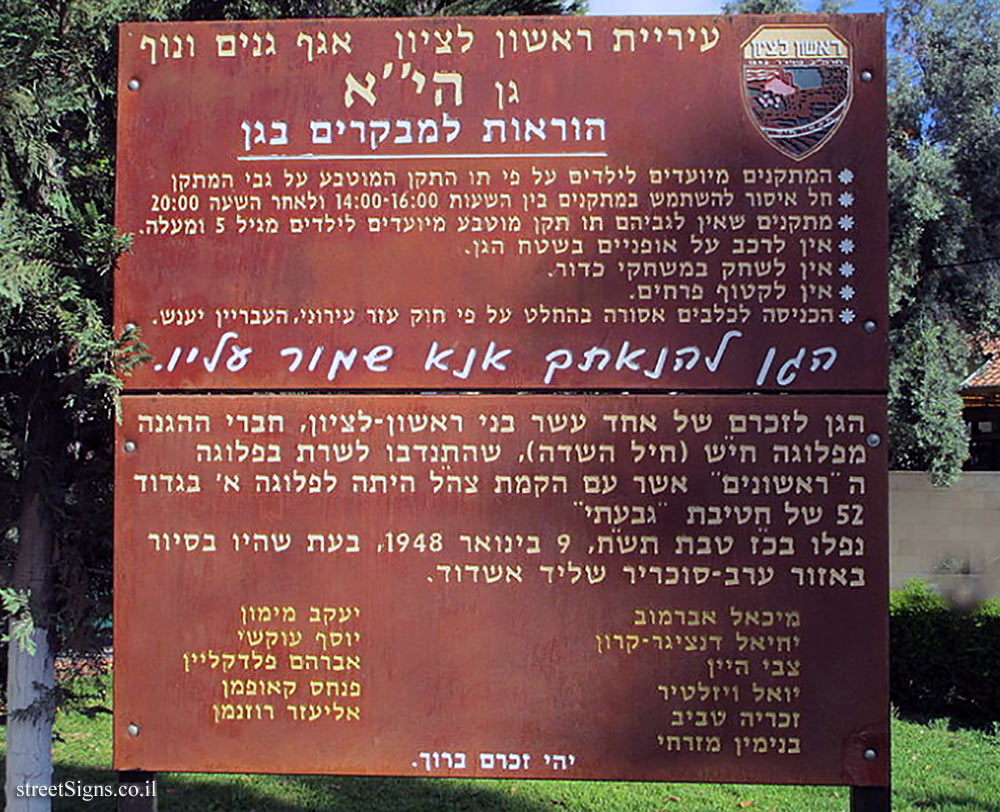 עיריית ראשון לציון אגף גנים ונוף
ראשון לציון
גן הי''א
הוראות למבקרים בגן
* המתקנים מיועדים לילדים על פי תו התקן המוטבע על גבי המתקן
* חל איסור להשתמש במתקנים בין השעות 14:00-16:00 ולאחר השעה 20:00
* מתקנים שאין לגביהם תו תקן מוטבע מיועדים לילדים מגיל 5 ומעלה.
* אין לרכב על אופניים בשטח הגן.
* אין לשחק במשחקי כדור.
* אין לקטוף פרחים.
* הכניסה לכלבים אסורה בהחלט על פי חוק עזר עירוני, העבריין יענש.
הגן להנאתך אנא שמור עליו.
הגן לזכרם של אחד עשר בני ראשון-לציון, חברי ההגנה
מפלוגה חי"ש (חיל השדה), שהתנדבו לשרת בפלוגה
ה"ראשונים" אשר עם הקמת צה"ל היתה לפלוגה א' בגדוד
52 של חטיבת "גבעתי"
נפלו בכ"ז טבת תש"ח, 9 בינואר 1948, בעת שהיו בסיור
באזור ערב-סוכריר שליד אשדוד.
מיכאל אברמוב
יחיאל דנציגר-קרון
צבי היין
יואל ויזלטיר
זכריה טביב
בנימין מזרחי
יעקב מימון
יוסף עוקשי
אברהם פלדקליין
פנחס קאופמן
אליעזר רוזנמן
יהי זכרם ברוך.
streetSigns.co.il